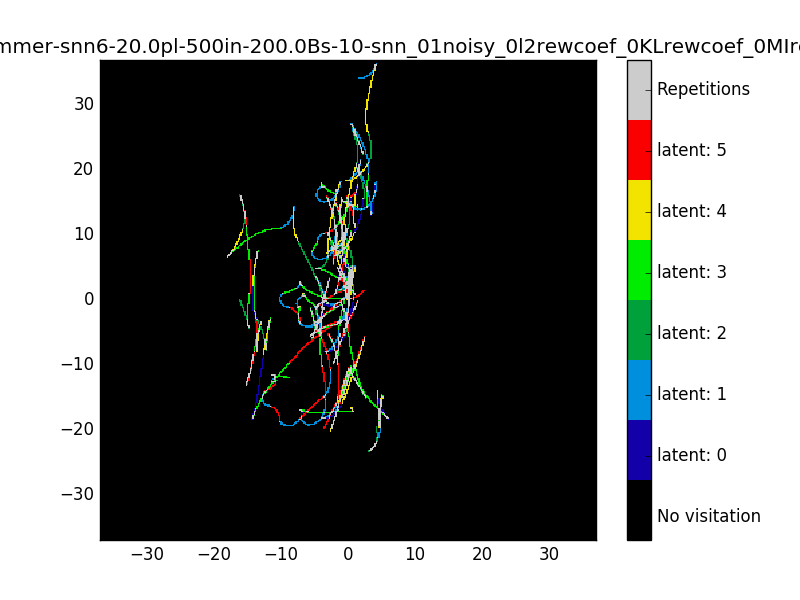 mmer-snn6-20.0pl-500in-200.0Bs-10-snn_01noisy_0l2rewcoef_0KLrewcoef_0MIre
30
20
10
0
−10
−20
−30
−30 −20 −10 0 10 20 30
Repetitions
latent: 5
latent: 4
latent: 3
latent: 2
latent: 1
latent: 0
No visitation